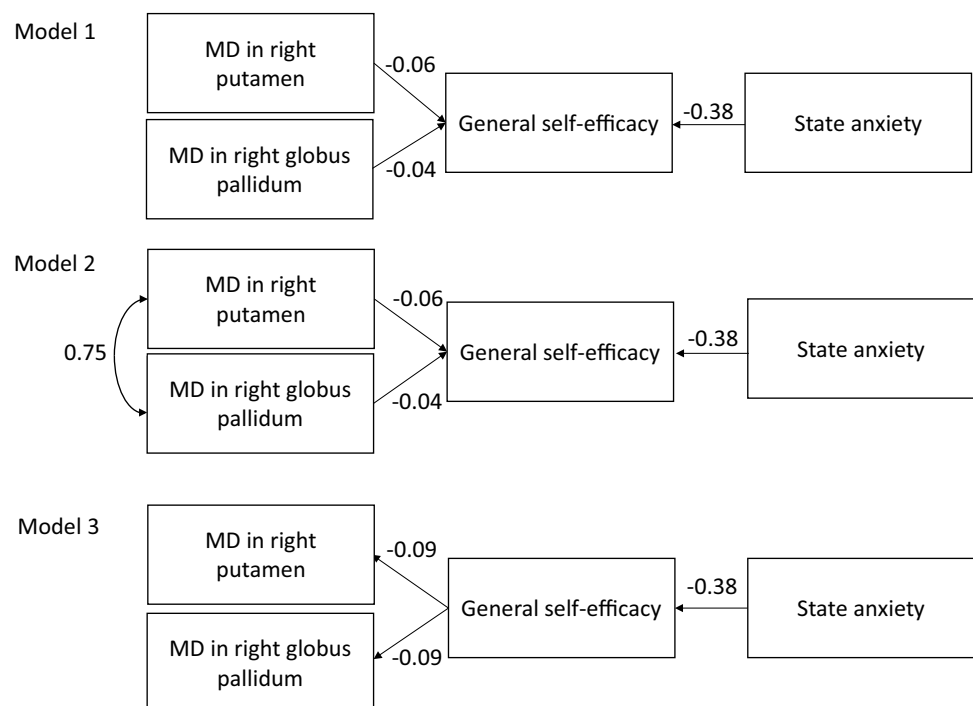 Model 1
MD in right
putamen
-0.06
MD in right globus
pallidum
-0.04
General self-efficacy
-0.38
State anxiety
Model 2
0.75
MD in right
putamen
-0.06
MD in right globus
pallidum
-0.04
General self-efficacy
-0.38
State anxiety
Model 3
MD in right
putamen
-0.09
MD in right globus
pallidum
-0.09
General self-efficacy
-0.38
State anxiety